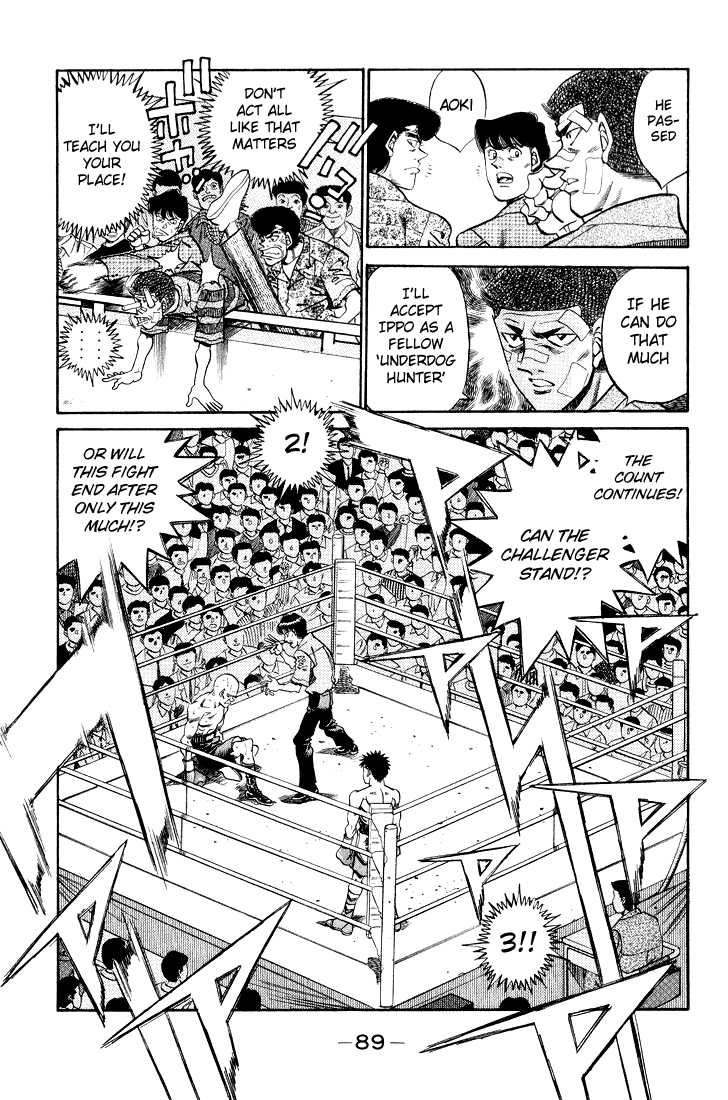 HE
PAS-
SED
AOKI
IF HE
CAN DO
THAT
MUCH
I'LL
ACCEPT
IPPO AS A
FELLOW
'UNDERDOG
HUNTER'
DON'T
ACT ALL
LIKE THAT
MATTERS
I'LL
TEACH YOU
YOUR
PLACE!
THE
COUNT
CONTINUES!
CAN THE
CHALLENGER
STAND!?
2!
OR WILL
THIS FIGHT
END AFTER
ONLY THIS
MUCH!?
3!!
—89—